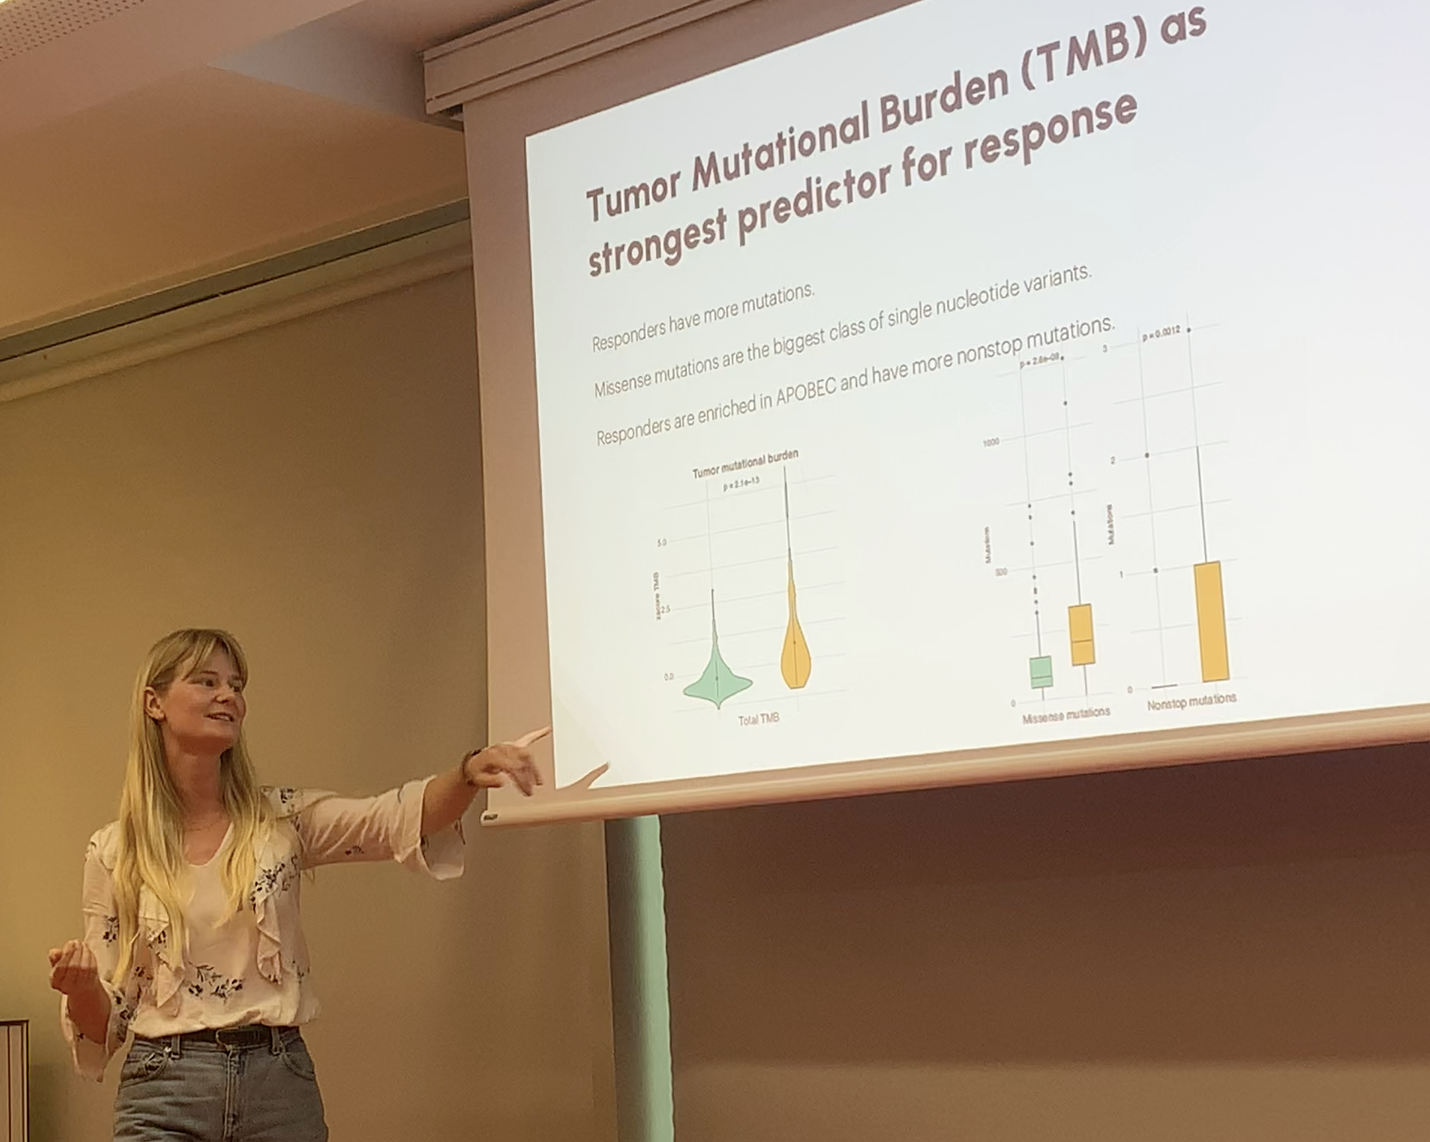 Tumor Mutational Burden (TMB) as
strongest predictor for response
Responders have more mutations.
Missense mutations are the biggest class of single nucleotide variants.
Responders are enriched in APOBEC and have more nonstop mutations.
Tumor mutational burden
p = 2.1e-13
5.0
zscore TMB
2.5
0.0
Total TMB
1000
Mutations
500
0
Missense mutations
p = 0.0012
3
2
Mutations
1
0
Nonstop mutations